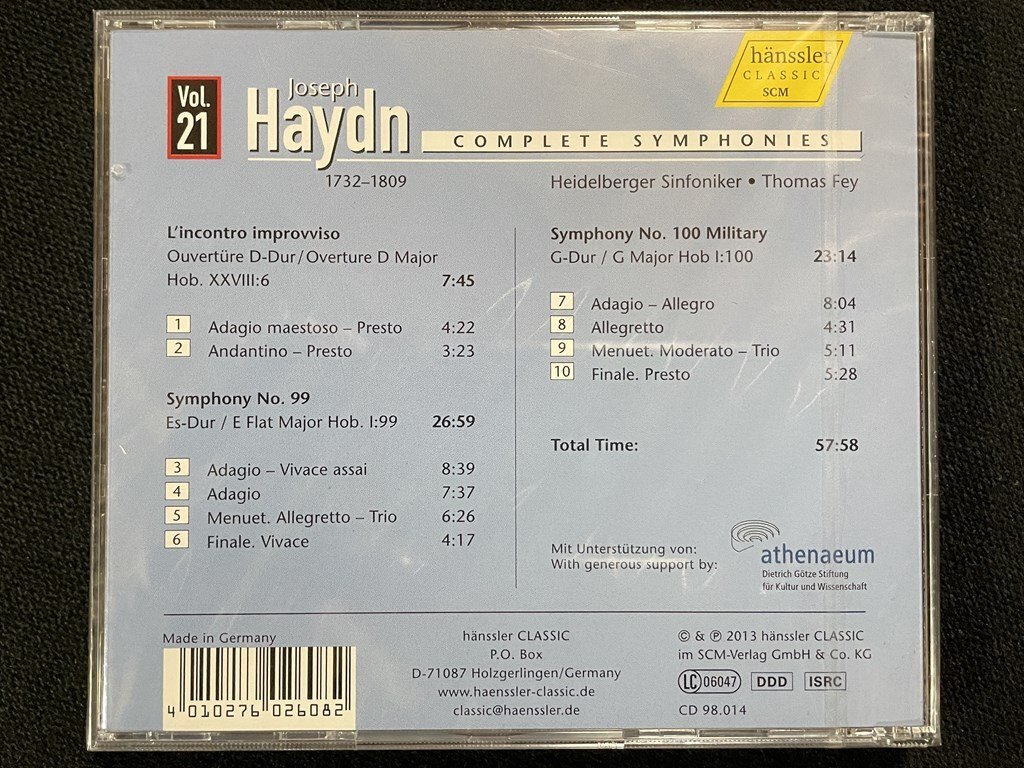 hänssler
CLASSIC
SCM
Vol.
21
Joseph
Haydn
COMPLETE SYMPHONIES
1732–1809
Heidelberger Sinfoniker • Thomas Fey
L'incontro improvviso
Ouvertüre D-Dur / Overture D Major
Hob. XXVIII:6 7:45
1 Adagio maestoso – Presto 4:22
2 Andantino – Presto 3:23
Symphony No. 99
Es-Dur / E Flat Major Hob. I:99 26:59
3 Adagio – Vivace assai 8:39
4 Adagio 7:37
5 Menuet. Allegretto – Trio 6:26
6 Finale. Vivace 4:17
Symphony No. 100 Military
G-Dur / G Major Hob I:100 23:14
7 Adagio – Allegro 8:04
8 Allegretto 4:31
9 Menuet. Moderato – Trio 5:11
10 Finale. Presto 5:28
Total Time: 57:58
Mit Unterstützung von:
With generous support by:
athenaeum
Dietrich Götze Stiftung
für Kultur und Wissenschaft
Made in Germany
4 010276 026082
hänssler CLASSIC
P.O. Box
D-71087 Holzgerlingen/Germany
www.haenssler-classic.de
classic@haenssler.de
© & ℗ 2013 hänssler CLASSIC
im SCM-Verlag GmbH & Co. KG
LC 06047 DDD ISRC
CD 98.014